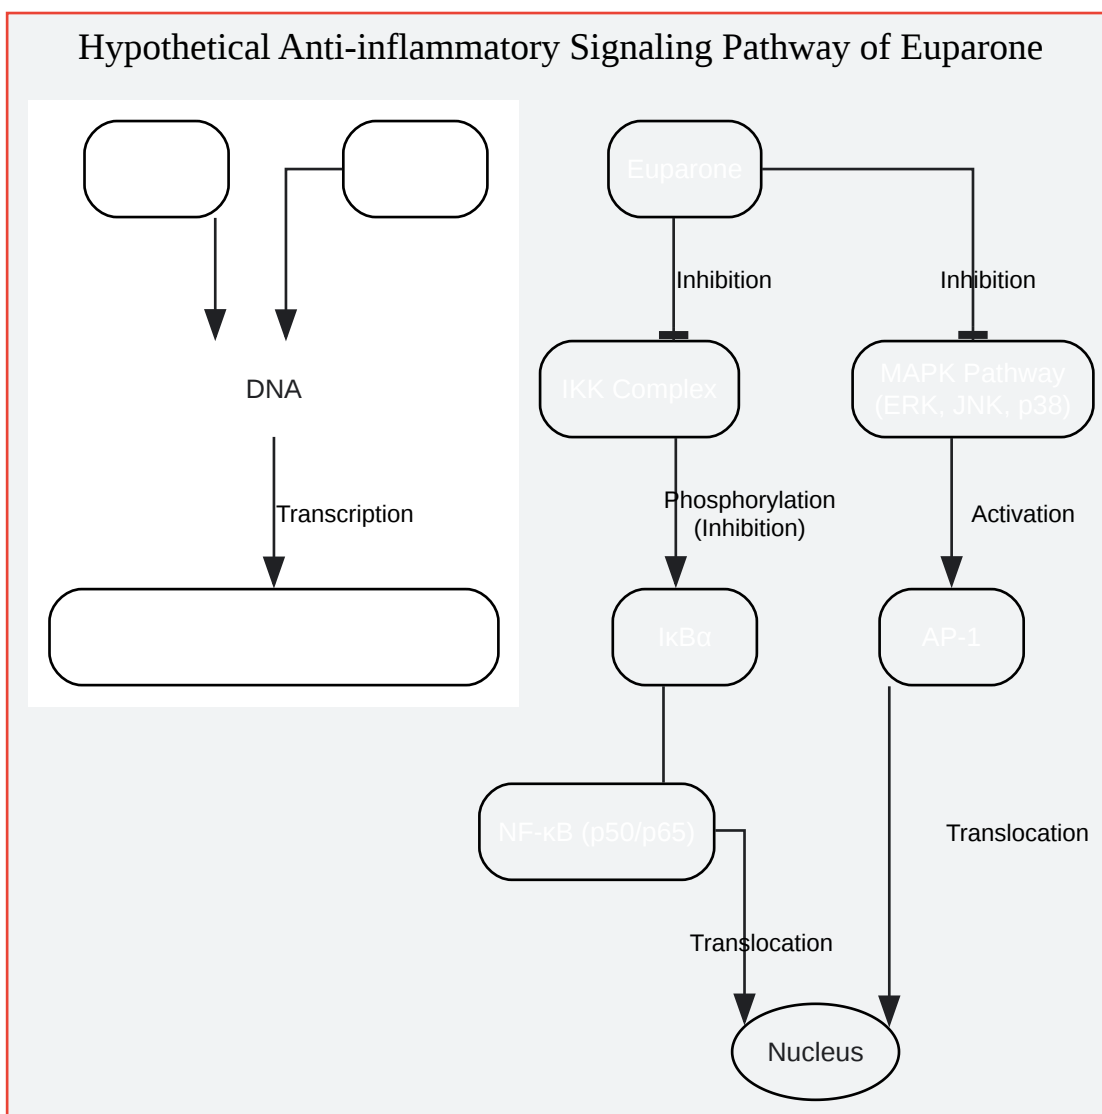 Hypothetical Anti-inflammatory Signaling Pathway of Euparone
Euparone
Inhibition
Inhibition
DNA
IKK Complex
MAPK Pathway
(ERK, JNK, p38)
Transcription
Phosphorylation
(Inhibition)
Activation
IκBα
AP-1
NF-κB (p50/p65)
Translocation
Translocation
Nucleus